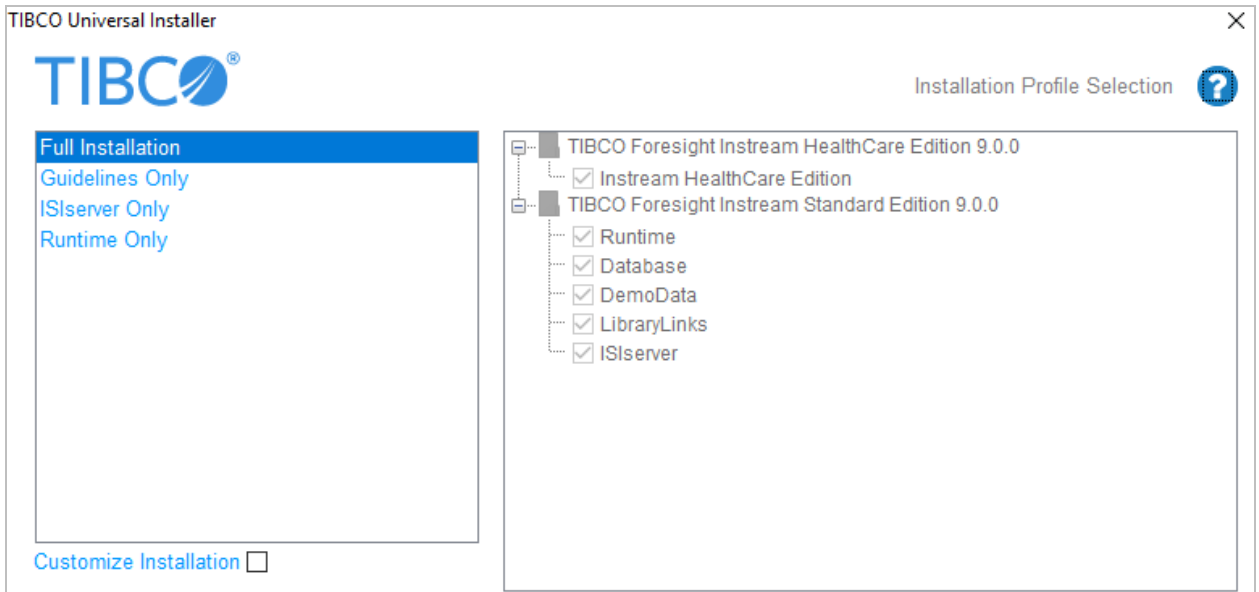 TIBCO Universal Installer
TIBCO®
Installation Profile Selection
?
Full Installation
Guidelines Only
ISIserver Only
Runtime Only
Customize Installation
TIBCO Foresight Instream HealthCare Edition 9.0.0
Instream HealthCare Edition
TIBCO Foresight Instream Standard Edition 9.0.0
Runtime
Database
DemoData
LibraryLinks
ISIserver